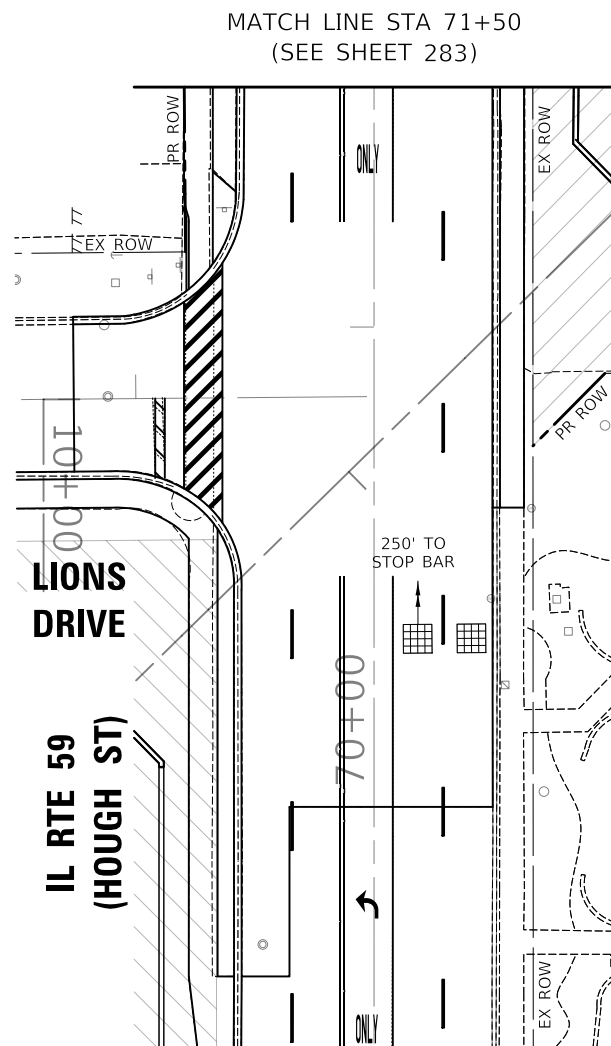 MATCH LINE STA 71+50
(SEE SHEET 283)
PR ROW
EX ROW
ONLY
EX ROW
PR ROW
10+00
250' TO
STOP BAR
LIONS
DRIVE
70+00
IL RTE 59
(HOUGH ST)
EX ROW
ONLY